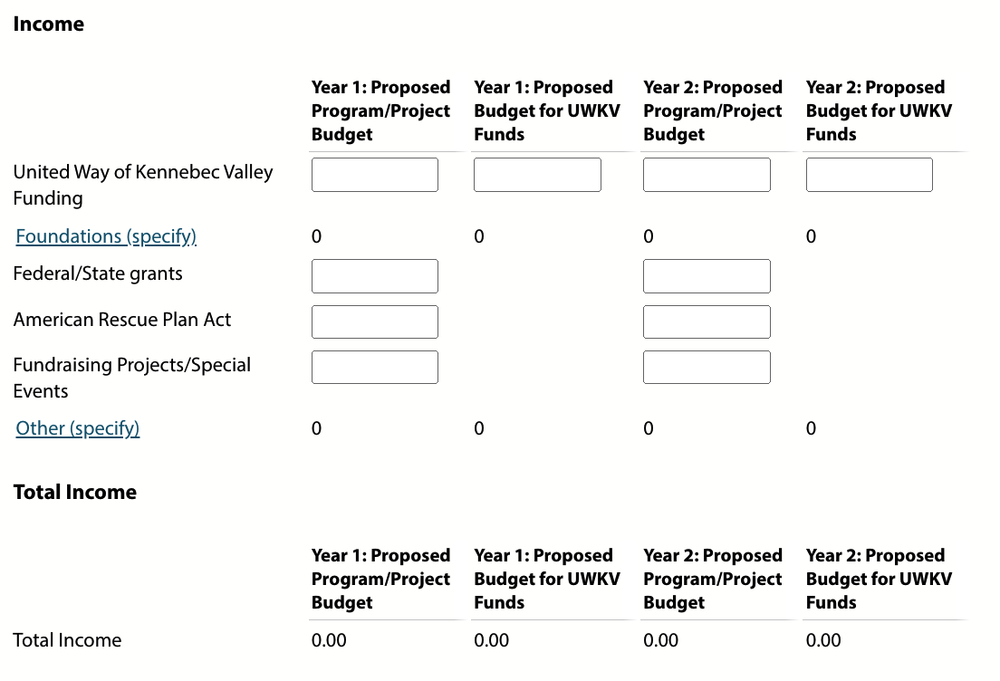 Income
Year 1: Proposed Program/Project Budget
Year 1: Proposed Budget for UWKV Funds
Year 2: Proposed Program/Project Budget
Year 2: Proposed Budget for UWKV Funds
United Way of Kennebec Valley
Funding
Foundations (specify) 0 0 0 0
Federal/State grants
American Rescue Plan Act
Fundraising Projects/Special
Events
Other (specify) 0 0 0 0
Total Income
Year 1: Proposed Program/Project Budget
Year 1: Proposed Budget for UWKV Funds
Year 2: Proposed Program/Project Budget
Year 2: Proposed Budget for UWKV Funds
Total Income 0.00 0.00 0.00 0.00